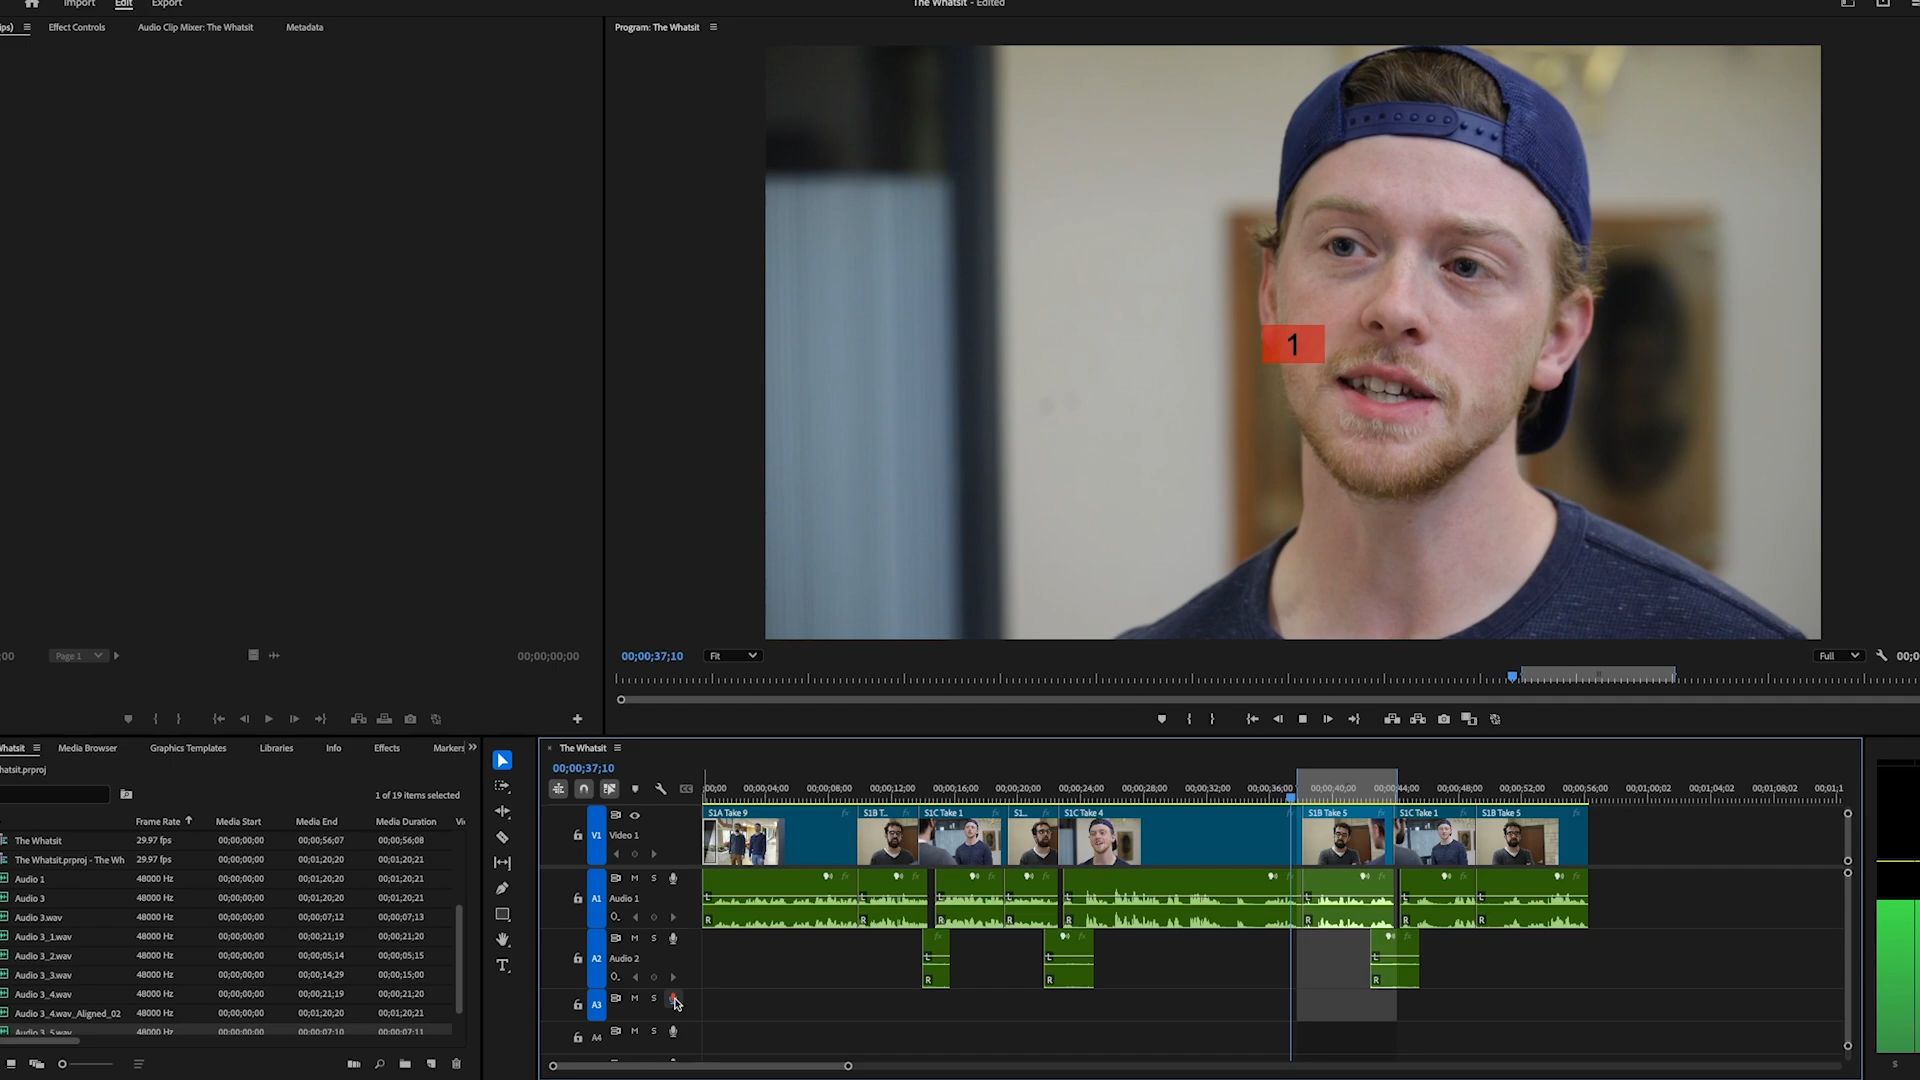 Import Edit Export
The Whatsit - Edited
Effect Controls
Audio Clip Mixer: The Whatsit
Metadata
Program: The Whatsit
1
Page 1
00;00;00;00
00;00;37;10
Fit
Full
Media Browser
Graphics Templates
Libraries
Info
Effects
Markers
1 of 19 items selected
Frame Rate Media Start Media End Media Duration
The Whatsit 29.97 fps 00;00;00;00 00;00;56;07 00;00;56;08
The Whatsit.prproj - The Wh 29.97 fps 00;00;00;00 00;01;20;20 00;01;20;21
Audio 1 48000 Hz 00;00;00;00 00;01;20;20 00;01;20;21
Audio 3 48000 Hz 00;00;00;00 00;01;20;20 00;01;20;21
Audio 3.wav 48000 Hz 00;00;00;00 00;00;07;12 00;00;07;13
Audio 3_1.wav 48000 Hz 00;00;00;00 00;00;21;19 00;00;21;20
Audio 3_2.wav 48000 Hz 00;00;00;00 00;00;05;14 00;00;05;15
Audio 3_3.wav 48000 Hz 00;00;00;00 00;00;14;29 00;00;15;00
Audio 3_4.wav 48000 Hz 00;00;00;00 00;00;21;19 00;00;21;20
Audio 3_4.wav_Aligned_02 48000 Hz 00;00;00;00 00;01;20;20 00;01;20;21
Audio 3_5.wav 48000 Hz 00;00;00;00 00;00;07;10 00;00;07;11
The Whatsit
00;00;37;10
00;00;04;00 00;00;08;00 00;00;12;00 00;00;16;00 00;00;20;00 00;00;24;00 00;00;28;00 00;00;32;00 00;00;36;00 00;00;40;00 00;00;44;00 00;00;48;00 00;00;52;00 00;00;56;00 00;01;00;02 00;01;04;02 00;01;08;02
S1A Take 9 S1B T... S1C Take 1 S1... S1C Take 4 S1B Take 5 S1C Take 1 S1B Take 5
V1 Video 1
M S
A1 Audio 1
L L L L L L L L
R R R R R R R R
M S
A2 Audio 2
L L L
R R R
A3 M S
A4 M S
S